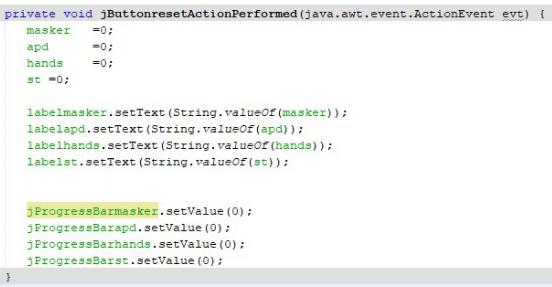 private void jButtonresetActionPerformed(java.awt.event.ActionEvent evt) {
masker =0;
apd =0;
hands =0;
st =0;
labelmasker.setText(String.valueOf(masker));
labelapd.setText(String.valueOf(apd));
labelhands.setText(String.valueOf(hands));
labelst.setText(String.valueOf(st));
jProgressBarmasker.setValue(0);
jProgressBarapd.setValue(0);
jProgressBarhands.setValue(0);
jProgressBarst.setValue(0);
}